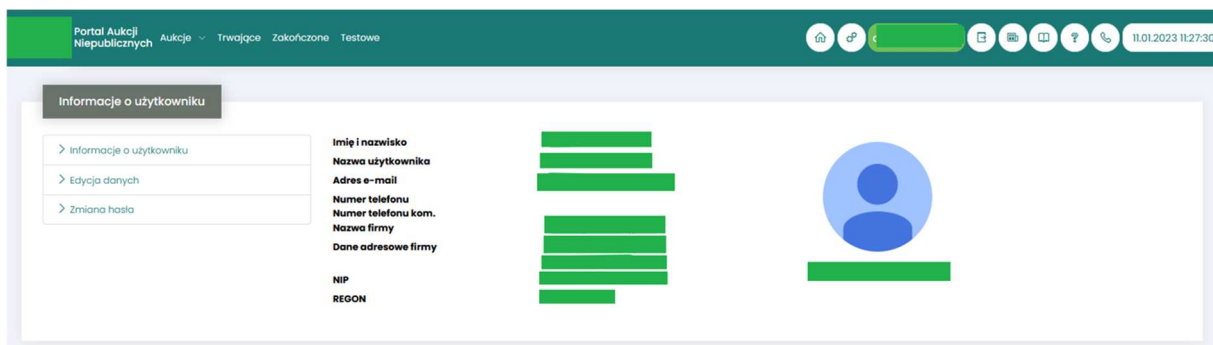 Portal Aukcji
Niepublicznych
Aukcje Trwające Zakończone Testowe
11.01.2023 11:27:30
Informacje o użytkowniku
Informacje o użytkowniku
Edycja danych
Zmiana hasła
Imię i nazwisko
Nazwa użytkownika
Adres e-mail
Numer telefonu
Numer telefonu kom.
Nazwa firmy
Dane adresowe firmy
NIP
REGON